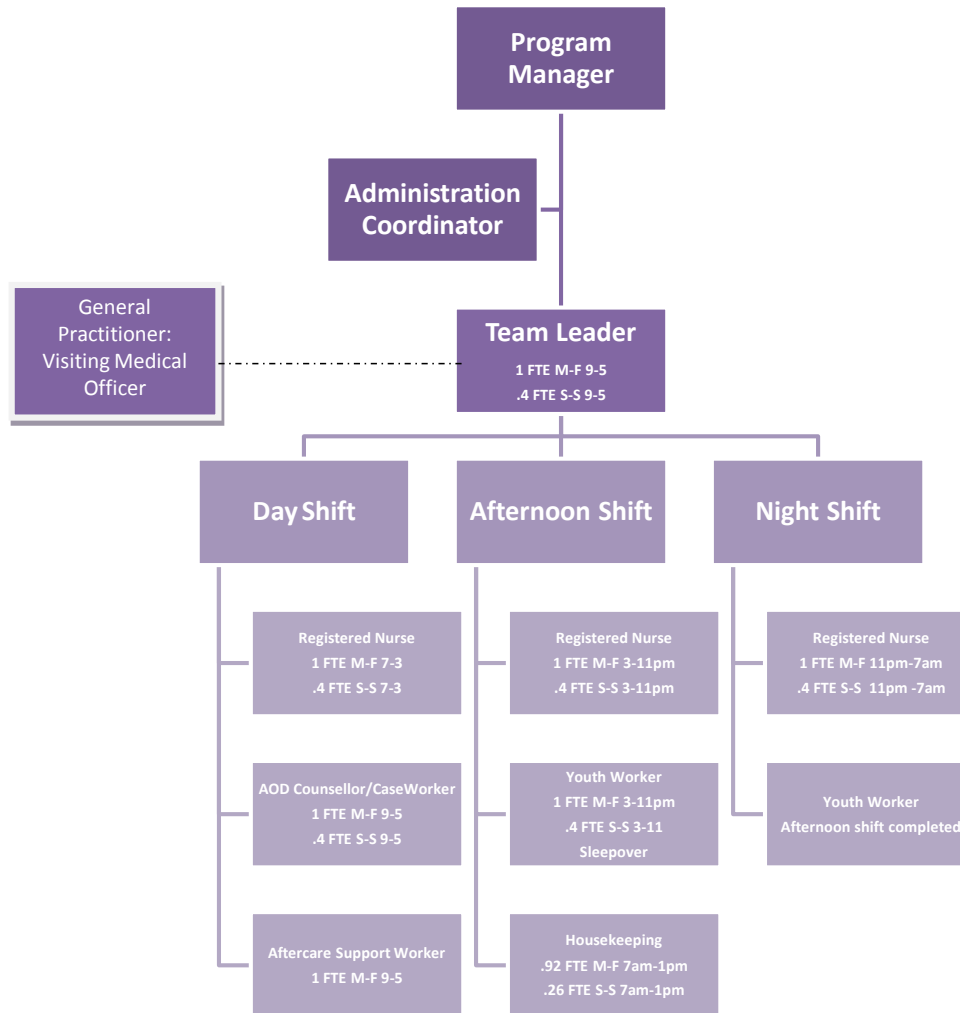 Program
Manager
Administration
Coordinator
General
Practitioner:
Visiting Medical
Officer
Team Leader
1 FTE M-F 9-5
.4 FTE S-S 9-5
Day Shift
Afternoon Shift
Night Shift
Registered Nurse
1 FTE M-F 7-3
.4 FTE S-S 7-3
Registered Nurse
1 FTE M-F 3-11pm
.4 FTE S-S 3-11pm
Registered Nurse
1 FTE M-F 11pm-7am
.4 FTE S-S 11pm -7am
AOD Counsellor/CaseWorker
1 FTE M-F 9-5
.4 FTE S-S 9-5
Youth Worker
1 FTE M-F 3-11pm
.4 FTE S-S 3-11
Sleepover
Youth Worker
Afternoon shift completed
Aftercare Support Worker
1 FTE M-F 9-5
Housekeeping
.92 FTE M-F 7am-1pm
.26 FTE S-S 7am-1pm